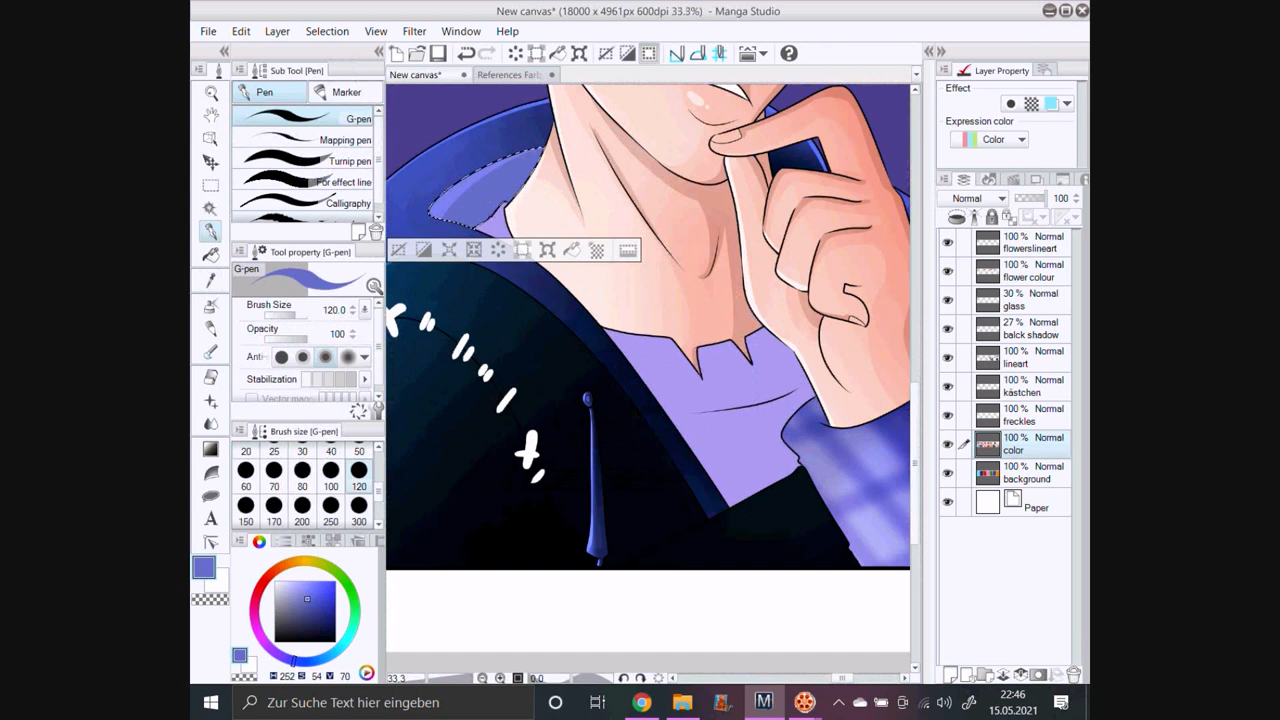 New canvas* (18000 x 4961px 600dpi 33.3%) - Manga Studio
File Edit Layer Selection View Filter Window Help
Sub Tool [Pen]
Pen Marker
G-pen
Mapping pen
Turnip pen
For effect line
Calligraphy
Tool property [G-pen]
G-pen
Brush Size 120.0
Opacity 100
Anti-
Stabilization
Brush size [G-pen]
20 25 30 40 50
60 70 80 100 120
150 170 200 250 300
H 252 S 54 V 70
New canvas* References
33.3 0.0
Layer Property
Effect
Expression color
Color
Normal 100
100 % Normal
flowerslineart
100 % Normal
flower colour
30 % Normal
glass
27 % Normal
balck shadow
100 % Normal
lineart
100 % Normal
kästchen
100 % Normal
freckles
100 % Normal
color
100 % Normal
background
Paper
Zur Suche Text hier eingeben
22:46
15.05.2021